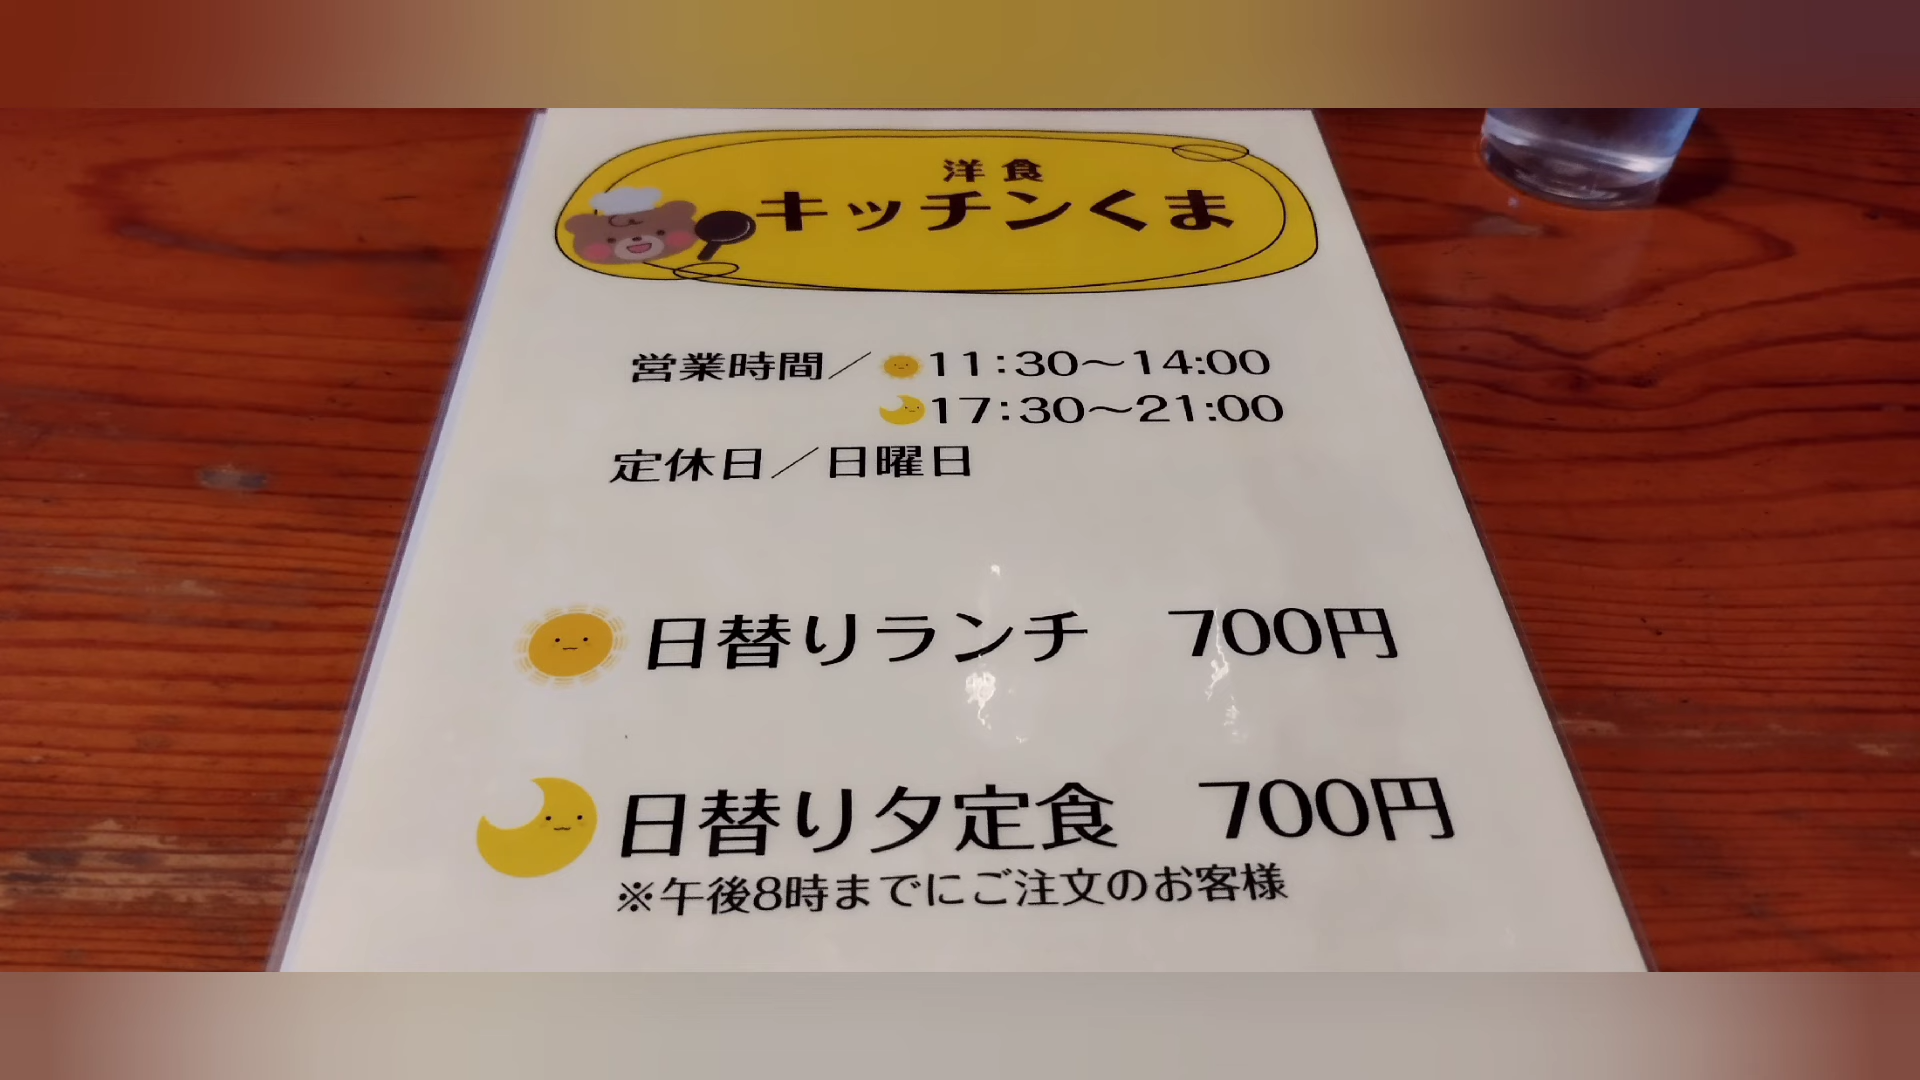 洋食
キッチンくま
営業時間／11:30～14:00
17:30～21:00
定休日／日曜日
日替りランチ　700円
日替り夕定食　700円
※午後8時までにご注文のお客様